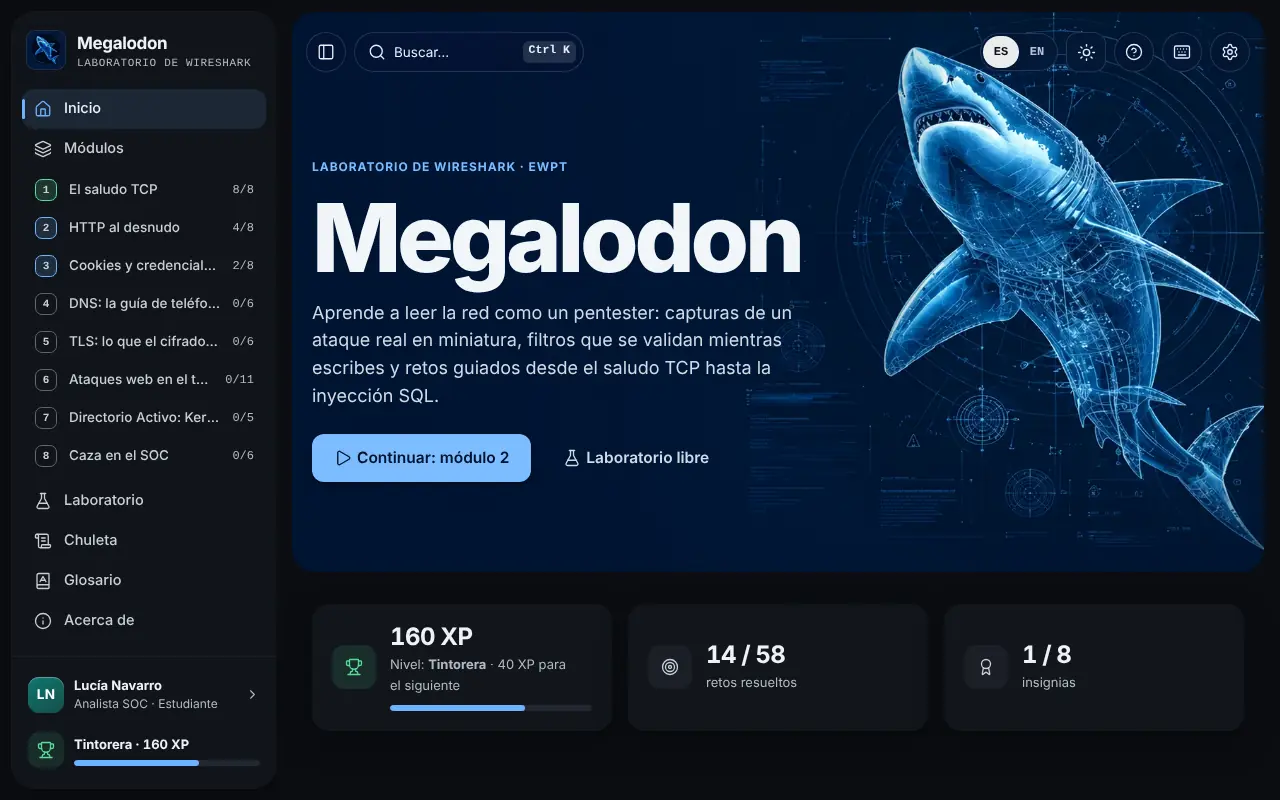 Megalodon
LABORATORIO DE WIRESHARK
Inicio
Módulos
1 El saludo TCP 8/8
2 HTTP al desnudo 4/8
3 Cookies y credencial... 2/8
4 DNS: la guía de teléfo... 0/6
5 TLS: lo que el cifrado... 0/6
6 Ataques web en el t... 0/11
7 Directorio Activo: Ker... 0/5
8 Caza en el SOC 0/6
Laboratorio
Chuleta
Glosario
Acerca de
LN Lucía Navarro
Analista SOC · Estudiante
Tintorera · 160 XP
Buscar... Ctrl K
ES EN
LABORATORIO DE WIRESHARK · EWPT
Megalodon
Aprende a leer la red como un pentester: capturas de un
ataque real en miniatura, filtros que se validan mientras
escribes y retos guiados desde el saludo TCP hasta la
inyección SQL.
Continuar: módulo 2
Laboratorio libre
160 XP
Nivel: Tintorera · 40 XP para
el siguiente
14 / 58
retos resueltos
1 / 8
insignias